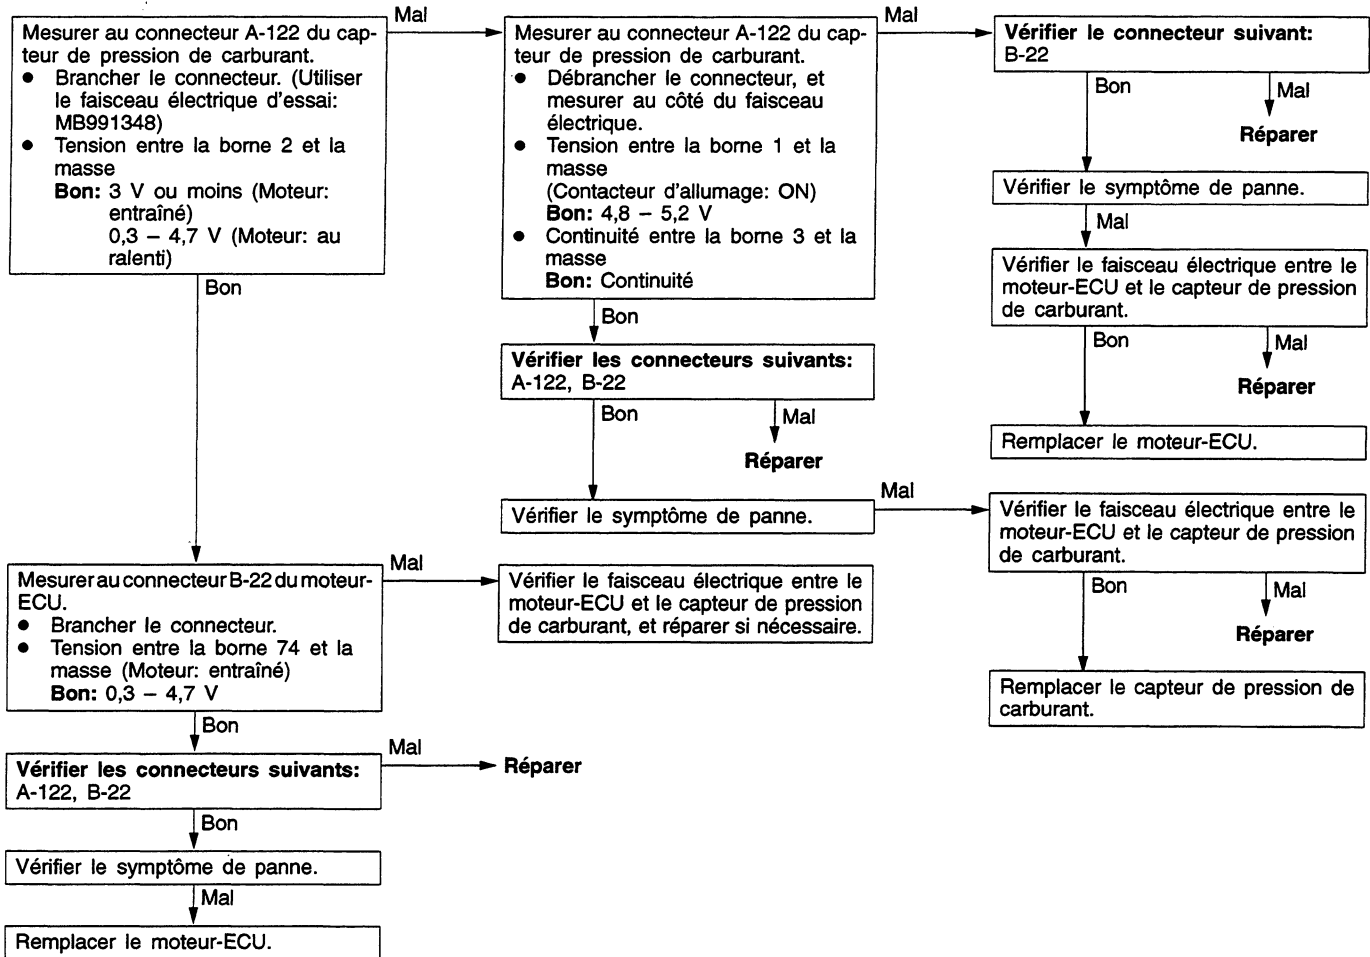 Mal
Mesurer au connecteur A-122 du cap-
teur de pression de carburant.
● Brancher le connecteur. (Utiliser
le faisceau électrique d'essai:
MB991348)
● Tension entre la borne 2 et la
masse
Bon: 3 V ou moins (Moteur:
entraîné)
0,3 – 4,7 V (Moteur: au
ralenti)
Bon
Mal
Mesurer au connecteur A-122 du cap-
teur de pression de carburant.
● Débrancher le connecteur, et
mesurer au côté du faisceau
électrique.
● Tension entre la borne 1 et la
masse
(Contacteur d'allumage: ON)
Bon: 4,8 – 5,2 V
● Continuité entre la borne 3 et la
masse
Bon: Continuité
Bon
Vérifier le connecteur suivant:
B-22
Bon
Mal
Réparer
Vérifier le symptôme de panne.
Mal
Vérifier le faisceau électrique entre le
moteur-ECU et le capteur de pression
de carburant.
Bon
Mal
Réparer
Remplacer le moteur-ECU.
Vérifier les connecteurs suivants:
A-122, B-22
Bon
Mal
Réparer
Vérifier le symptôme de panne.
Mal
Vérifier le faisceau électrique entre le
moteur-ECU et le capteur de pression
de carburant.
Bon
Mal
Réparer
Remplacer le capteur de pression de
carburant.
Mesurer au connecteur B-22 du moteur-
ECU.
● Brancher le connecteur.
● Tension entre la borne 74 et la
masse (Moteur: entraîné)
Bon: 0,3 – 4,7 V
Mal
Vérifier le faisceau électrique entre le
moteur-ECU et le capteur de pression
de carburant, et réparer si nécessaire.
Bon
Vérifier les connecteurs suivants:
A-122, B-22
Mal
Réparer
Bon
Vérifier le symptôme de panne.
Mal
Remplacer le moteur-ECU.